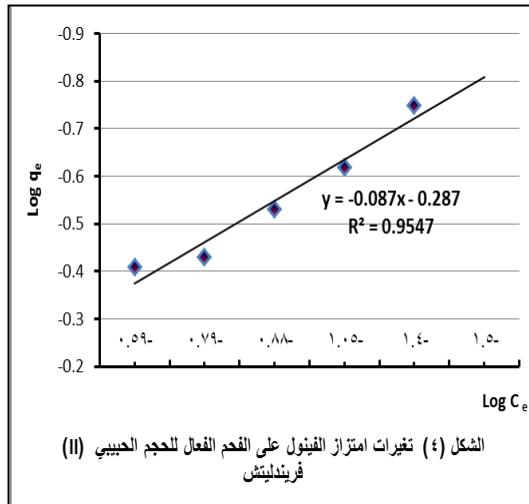 -0.9
-0.8
-0.7
-0.6
-0.5
-0.4
-0.3
-0.2
Log qe
y = -0.087x - 0.287
R² = 0.9547
٠.٥٩- ٠.٧٩- ٠.٨٨- ١.٠٥- ١.٤- ١.٥-
Log C e
الشكل (٤) تغيرات امتزاز الفينول على الفحم الفعال للحجم الحبيبي (II)
فريندليتش